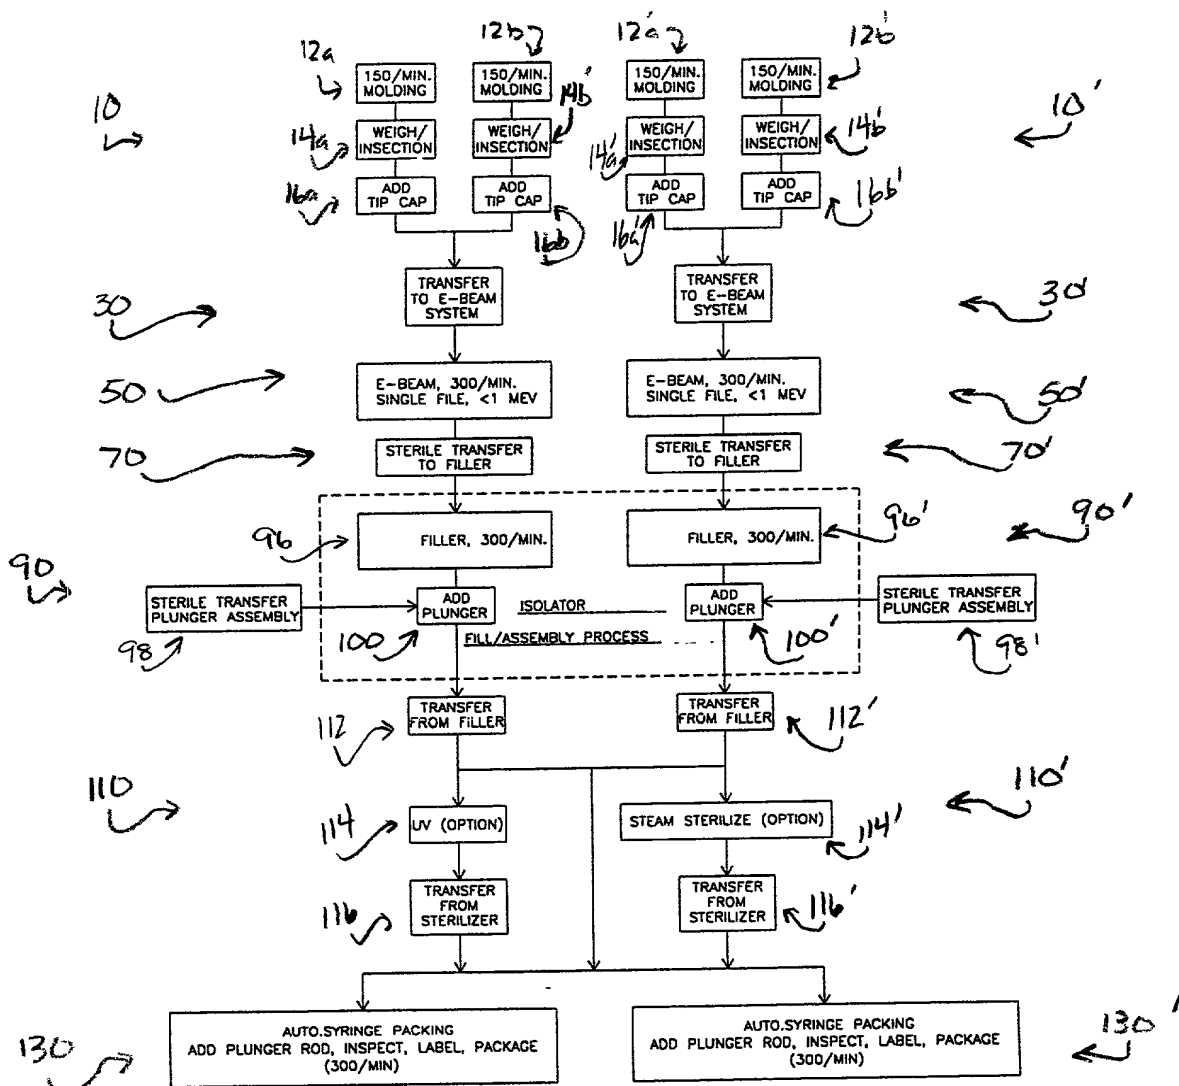 12a 12b 12'a 12b'
150/MIN. MOLDING 150/MIN. MOLDING 150/MIN. MOLDING 150/MIN. MOLDING
10 14b' 10'
14a WEIGH/ INSECTION WEIGH/ INSECTION 14a' WEIGH/ INSECTION WEIGH/ INSECTION 14b'
16a ADD TIP CAP ADD TIP CAP 16b 16a' ADD TIP CAP ADD TIP CAP 16b'
30 TRANSFER TO E-BEAM SYSTEM TRANSFER TO E-BEAM SYSTEM 30'
50 E-BEAM, 300/MIN. SINGLE FILE, <1 MEV E-BEAM, 300/MIN. SINGLE FILE, <1 MEV 50'
70 STERILE TRANSFER TO FILLER STERILE TRANSFER TO FILLER 70'
96 FILLER, 300/MIN. FILLER, 300/MIN. 96' 90'
90
STERILE TRANSFER PLUNGER ASSEMBLY ADD PLUNGER ISOLATOR ADD PLUNGER STERILE TRANSFER PLUNGER ASSEMBLY
98 100 FILL/ASSEMBLY PROCESS 100' 98'
112 TRANSFER FROM FILLER TRANSFER FROM FILLER 112'
110 110'
114 UV (OPTION) STEAM STERILIZE (OPTION) 114'
116 TRANSFER FROM STERILIZER TRANSFER FROM STERILIZER 116'
130 AUTO.SYRINGE PACKING ADD PLUNGER ROD, INSPECT, LABEL, PACKAGE (300/MIN) AUTO.SYRINGE PACKING ADD PLUNGER ROD, INSPECT, LABEL, PACKAGE (300/MIN) 130'